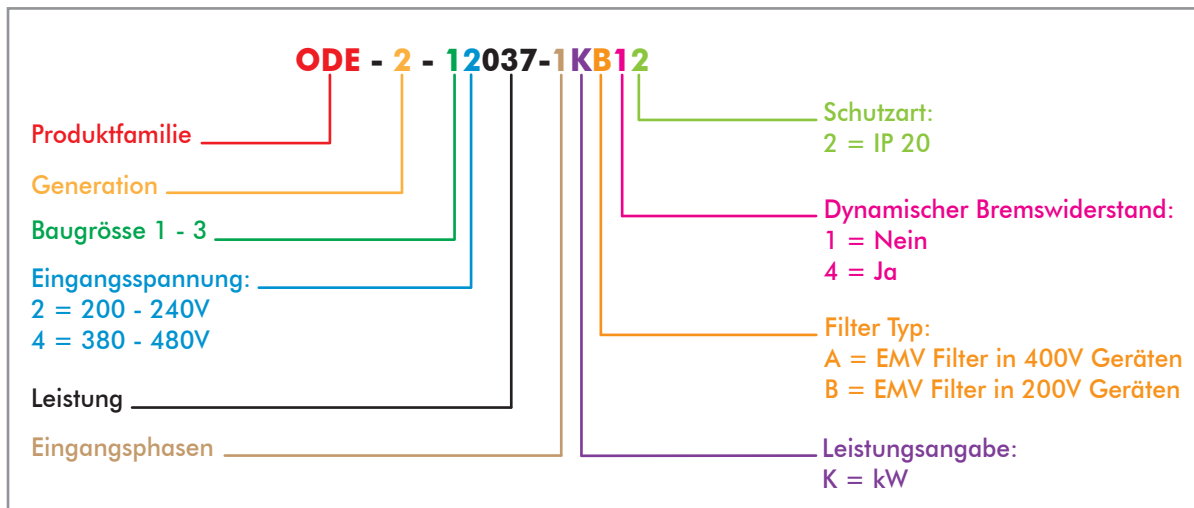 ODE - 2 - 12037-1KB12
Produktfamilie
Generation
Baugrösse 1 - 3
Eingangsspannung:
2 = 200 - 240V
4 = 380 - 480V
Leistung
Eingangsphasen
Schutzart:
2 = IP 20
Dynamischer Bremswiderstand:
1 = Nein
4 = Ja
Filter Typ:
A = EMV Filter in 400V Geräten
B = EMV Filter in 200V Geräten
Leistungsangabe:
K = kW